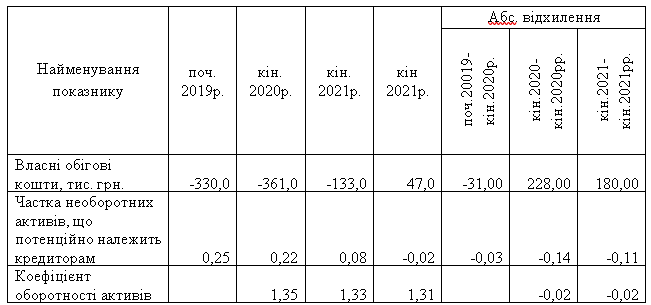 Найменування показнику
поч. 2019р.
кін. 2020р.
кін. 2021р.
кін 2021р.
Абс. відхилення
поч.20019-кін.2020р.
кін.2020-кін.2020рр.
кін.2021-кін.2021рр.
Власні обігові
кошти, тис. грн. -330,0 -361,0 -133,0 47,0 -31,00 228,00 180,00
Частка необоротних
активів, що
потенційно належить
кредиторам 0,25 0,22 0,08 -0,02 -0,03 -0,14 -0,11
Коефіцієнт
оборотності активів 1,35 1,33 1,31 -0,02 -0,02